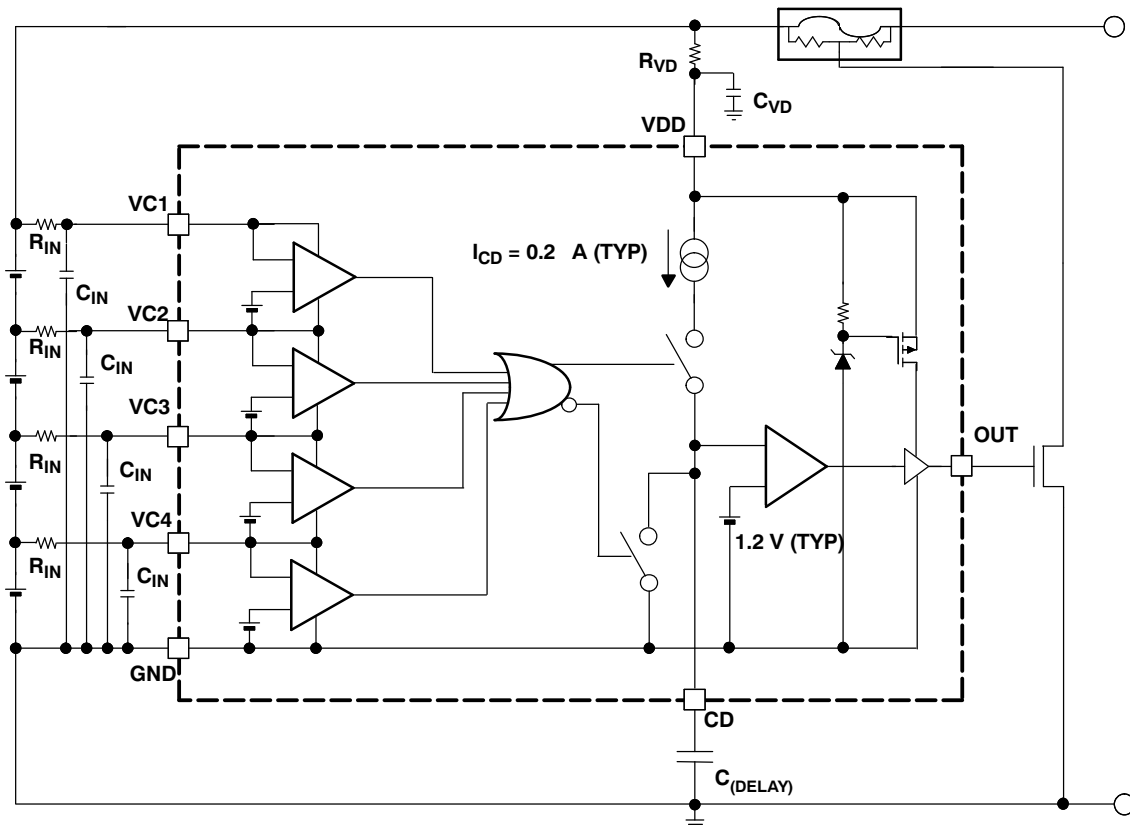 RVD
CVD
VDD
VC1
RIN
CIN
ICD = 0.2 A (TYP)
VC2
RIN
CIN
VC3
RIN
CIN
OUT
VC4
RIN
CIN
1.2 V (TYP)
GND
CD
C(DELAY)